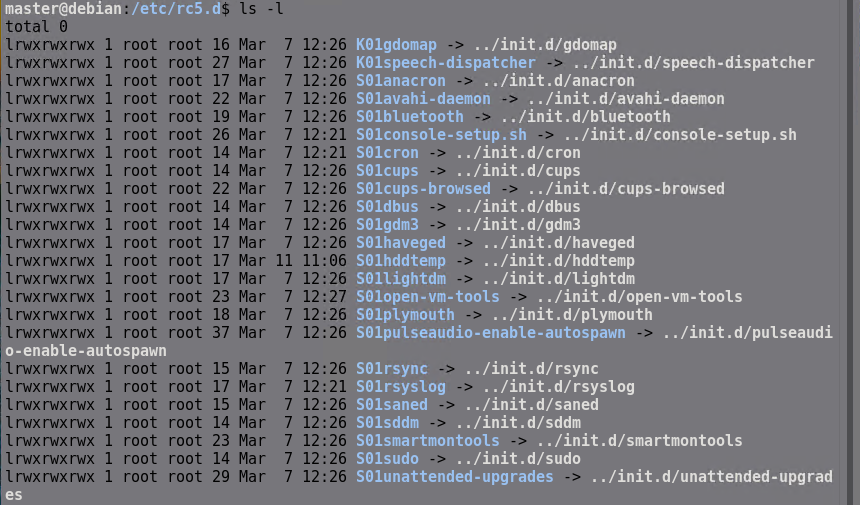 master@debian:/etc/rc5.d$ ls -l
total 0
lrwxrwxrwx 1 root root 16 Mar  7 12:26 K01gdomap -> ../init.d/gdomap
lrwxrwxrwx 1 root root 27 Mar  7 12:26 K01speech-dispatcher -> ../init.d/speech-dispatcher
lrwxrwxrwx 1 root root 17 Mar  7 12:26 S01anacron -> ../init.d/anacron
lrwxrwxrwx 1 root root 22 Mar  7 12:26 S01avahi-daemon -> ../init.d/avahi-daemon
lrwxrwxrwx 1 root root 19 Mar  7 12:26 S01bluetooth -> ../init.d/bluetooth
lrwxrwxrwx 1 root root 26 Mar  7 12:21 S01console-setup.sh -> ../init.d/console-setup.sh
lrwxrwxrwx 1 root root 14 Mar  7 12:21 S01cron -> ../init.d/cron
lrwxrwxrwx 1 root root 14 Mar  7 12:26 S01cups -> ../init.d/cups
lrwxrwxrwx 1 root root 22 Mar  7 12:26 S01cups-browsed -> ../init.d/cups-browsed
lrwxrwxrwx 1 root root 14 Mar  7 12:26 S01dbus -> ../init.d/dbus
lrwxrwxrwx 1 root root 14 Mar  7 12:26 S01gdm3 -> ../init.d/gdm3
lrwxrwxrwx 1 root root 17 Mar  7 12:26 S01haveged -> ../init.d/haveged
lrwxrwxrwx 1 root root 17 Mar 11 11:06 S01hddtemp -> ../init.d/hddtemp
lrwxrwxrwx 1 root root 17 Mar  7 12:26 S01lightdm -> ../init.d/lightdm
lrwxrwxrwx 1 root root 23 Mar  7 12:27 S01open-vm-tools -> ../init.d/open-vm-tools
lrwxrwxrwx 1 root root 18 Mar  7 12:26 S01plymouth -> ../init.d/plymouth
lrwxrwxrwx 1 root root 37 Mar  7 12:26 S01pulseaudio-enable-autospawn -> ../init.d/pulseaudi
o-enable-autospawn
lrwxrwxrwx 1 root root 15 Mar  7 12:26 S01rsync -> ../init.d/rsync
lrwxrwxrwx 1 root root 17 Mar  7 12:21 S01rsyslog -> ../init.d/rsyslog
lrwxrwxrwx 1 root root 15 Mar  7 12:26 S01saned -> ../init.d/saned
lrwxrwxrwx 1 root root 14 Mar  7 12:26 S01sddm -> ../init.d/sddm
lrwxrwxrwx 1 root root 23 Mar  7 12:26 S01smartmontools -> ../init.d/smartmontools
lrwxrwxrwx 1 root root 14 Mar  7 12:26 S01sudo -> ../init.d/sudo
lrwxrwxrwx 1 root root 29 Mar  7 12:26 S01unattended-upgrades -> ../init.d/unattended-upgrad
es